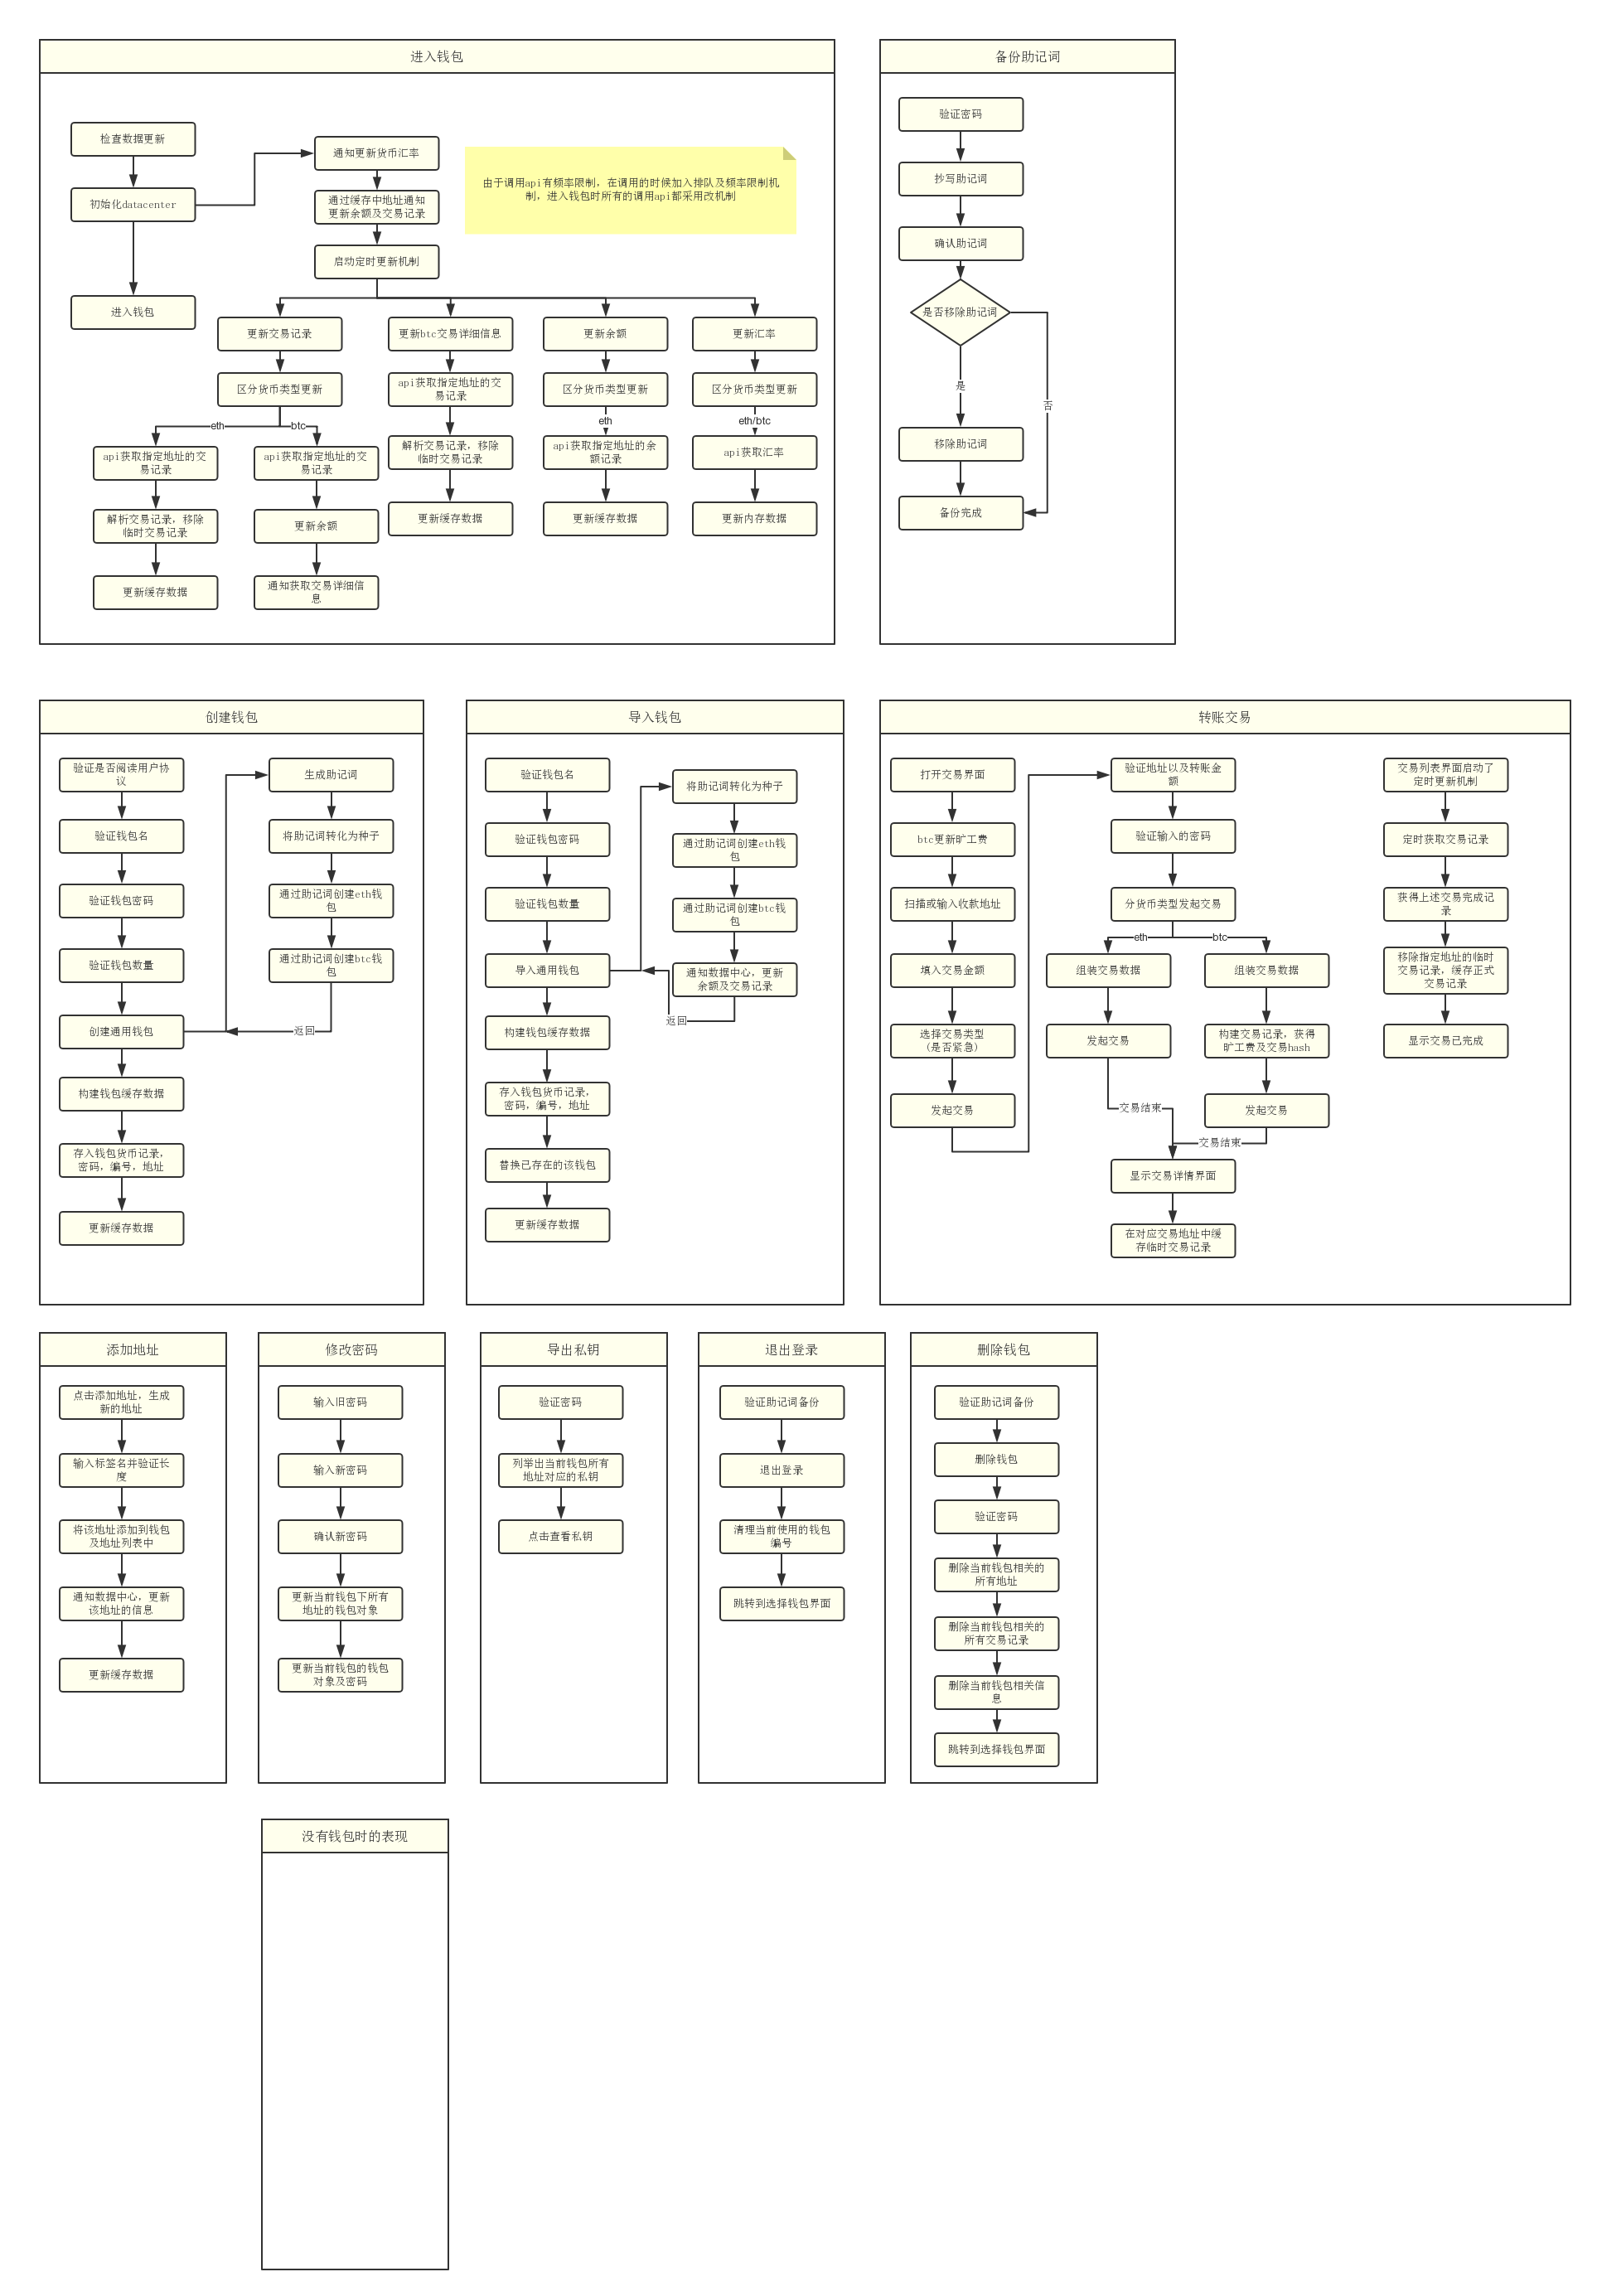 进入钱包
检查数据更新
初始化datacenter
进入钱包
通知更新货币汇率
通过缓存中地址通知
更新余额及交易记录
启动定时更新机制
由于调用api有频率限制，在调用的时候加入排队及频率限制机
制，进入钱包时所有的调用api都采用改机制
更新交易记录
区分货币类型更新
eth
btc
api获取指定地址的交
易记录
解析交易记录，移除
临时交易记录
更新缓存数据
api获取指定地址的交
易记录
更新余额
通知获取交易详细信
息
更新btc交易详细信息
api获取指定地址的交
易记录
解析交易记录，移除
临时交易记录
更新缓存数据
更新余额
区分货币类型更新
eth
api获取指定地址的余
额记录
更新缓存数据
更新汇率
区分货币类型更新
eth/btc
api获取汇率
更新内存数据
备份助记词
验证密码
抄写助记词
确认助记词
是否移除助记词
是
否
移除助记词
备份完成
创建钱包
验证是否阅读用户协
议
验证钱包名
验证钱包密码
验证钱包数量
创建通用钱包
构建钱包缓存数据
存入钱包货币记录，
密码，编号，地址
更新缓存数据
生成助记词
将助记词转化为种子
通过助记词创建eth钱
包
通过助记词创建btc钱
包
返回
导入钱包
验证钱包名
验证钱包密码
验证钱包数量
导入通用钱包
构建钱包缓存数据
存入钱包货币记录，
密码，编号，地址
替换已存在的该钱包
更新缓存数据
将助记词转化为种子
通过助记词创建eth钱
包
通过助记词创建btc钱
包
通知数据中心，更新
余额及交易记录
返回
转账交易
打开交易界面
btc更新旷工费
扫描或输入收款地址
填入交易金额
选择交易类型
（是否紧急）
发起交易
验证地址以及转账金
额
验证输入的密码
分货币类型发起交易
eth
btc
组装交易数据
发起交易
交易结束
组装交易数据
构建交易记录，获得
旷工费及交易hash
发起交易
交易结束
显示交易详情界面
在对应交易地址中缓
存临时交易记录
交易列表界面启动了
定时更新机制
定时获取交易记录
获得上述交易完成记
录
移除指定地址的临时
交易记录，缓存正式
交易记录
显示交易已完成
添加地址
点击添加地址，生成
新的地址
输入标签名并验证长
度
将该地址添加到钱包
及地址列表中
通知数据中心，更新
该地址的信息
更新缓存数据
修改密码
输入旧密码
输入新密码
确认新密码
更新当前钱包下所有
地址的钱包对象
更新当前钱包的钱包
对象及密码
导出私钥
验证密码
列举出当前钱包所有
地址对应的私钥
点击查看私钥
退出登录
验证助记词备份
退出登录
清理当前使用的钱包
编号
跳转到选择钱包界面
删除钱包
验证助记词备份
删除钱包
验证密码
删除当前钱包相关的
所有地址
删除当前钱包相关的
所有交易记录
删除当前钱包相关信
息
跳转到选择钱包界面
没有钱包时的表现